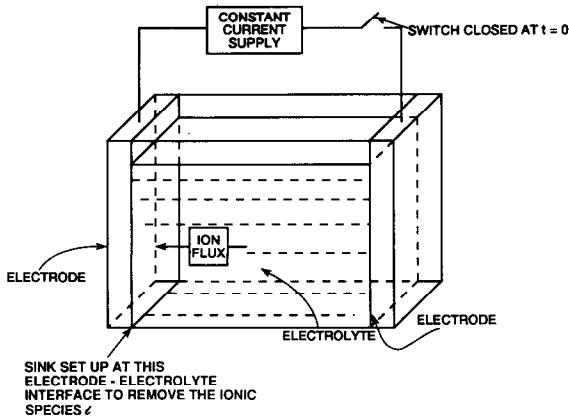 CONSTANT
CURRENT
SUPPLY
SWITCH CLOSED AT t = 0
ION
FLUX
ELECTRODE
ELECTROLYTE
ELECTRODE
SINK SET UP AT THIS
ELECTRODE - ELECTROLYTE
INTERFACE TO REMOVE THE IONIC
SPECIES i